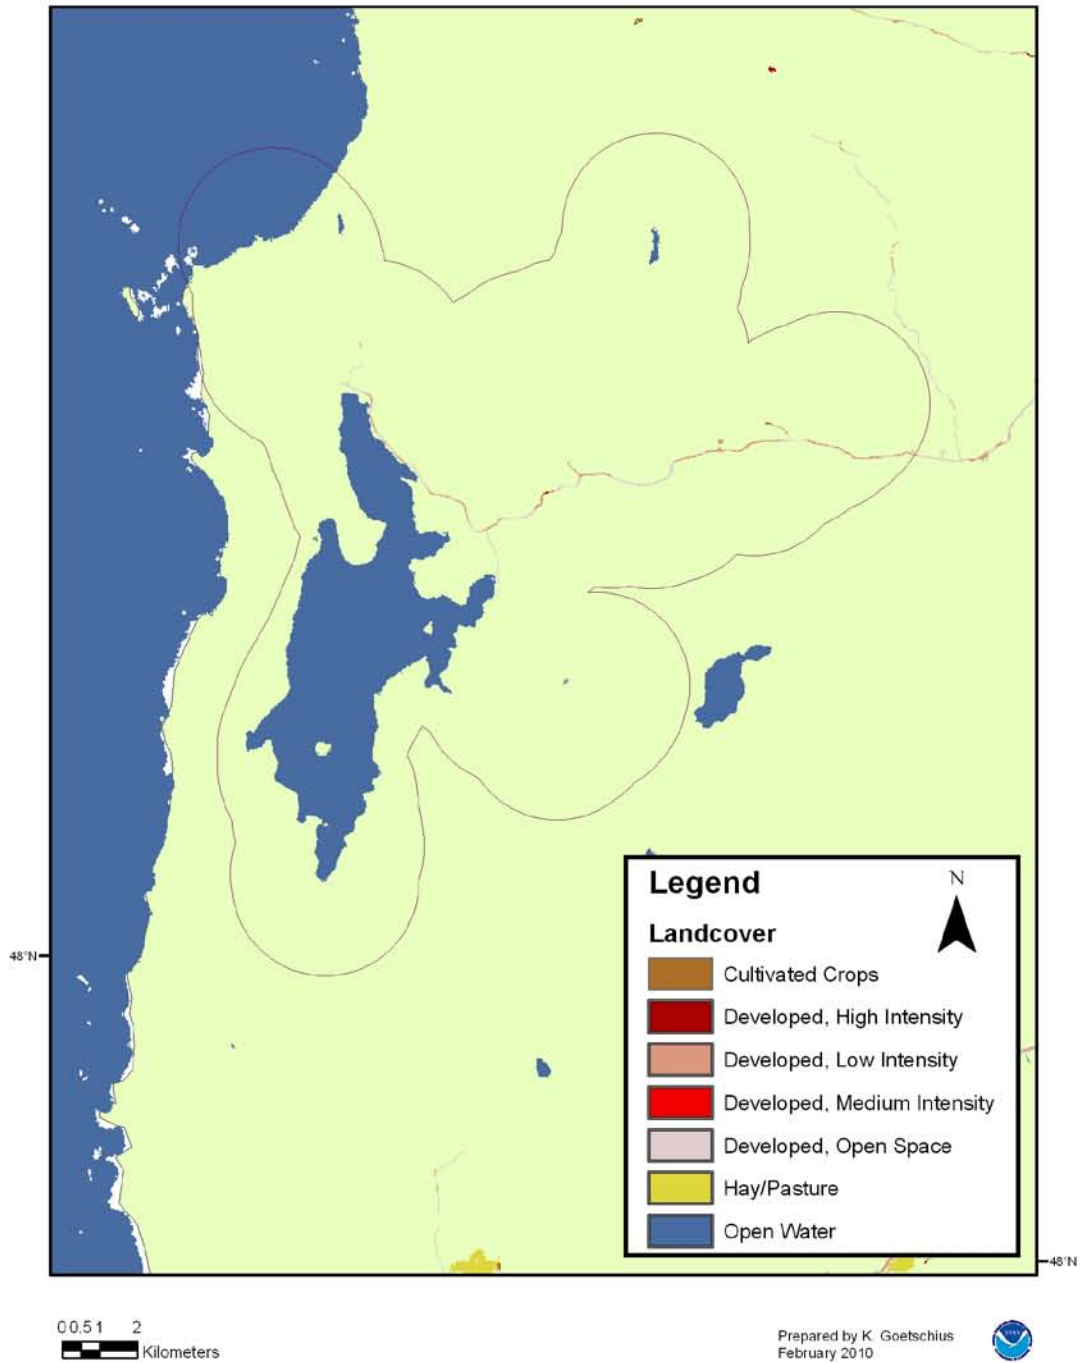 48°N
Legend
N
Landcover
Cultivated Crops
Developed, High Intensity
Developed, Low Intensity
Developed, Medium Intensity
Developed, Open Space
Hay/Pasture
Open Water
48°N
0 0.5 1 2
Kilometers
Prepared by K. Goetschius
February 2010